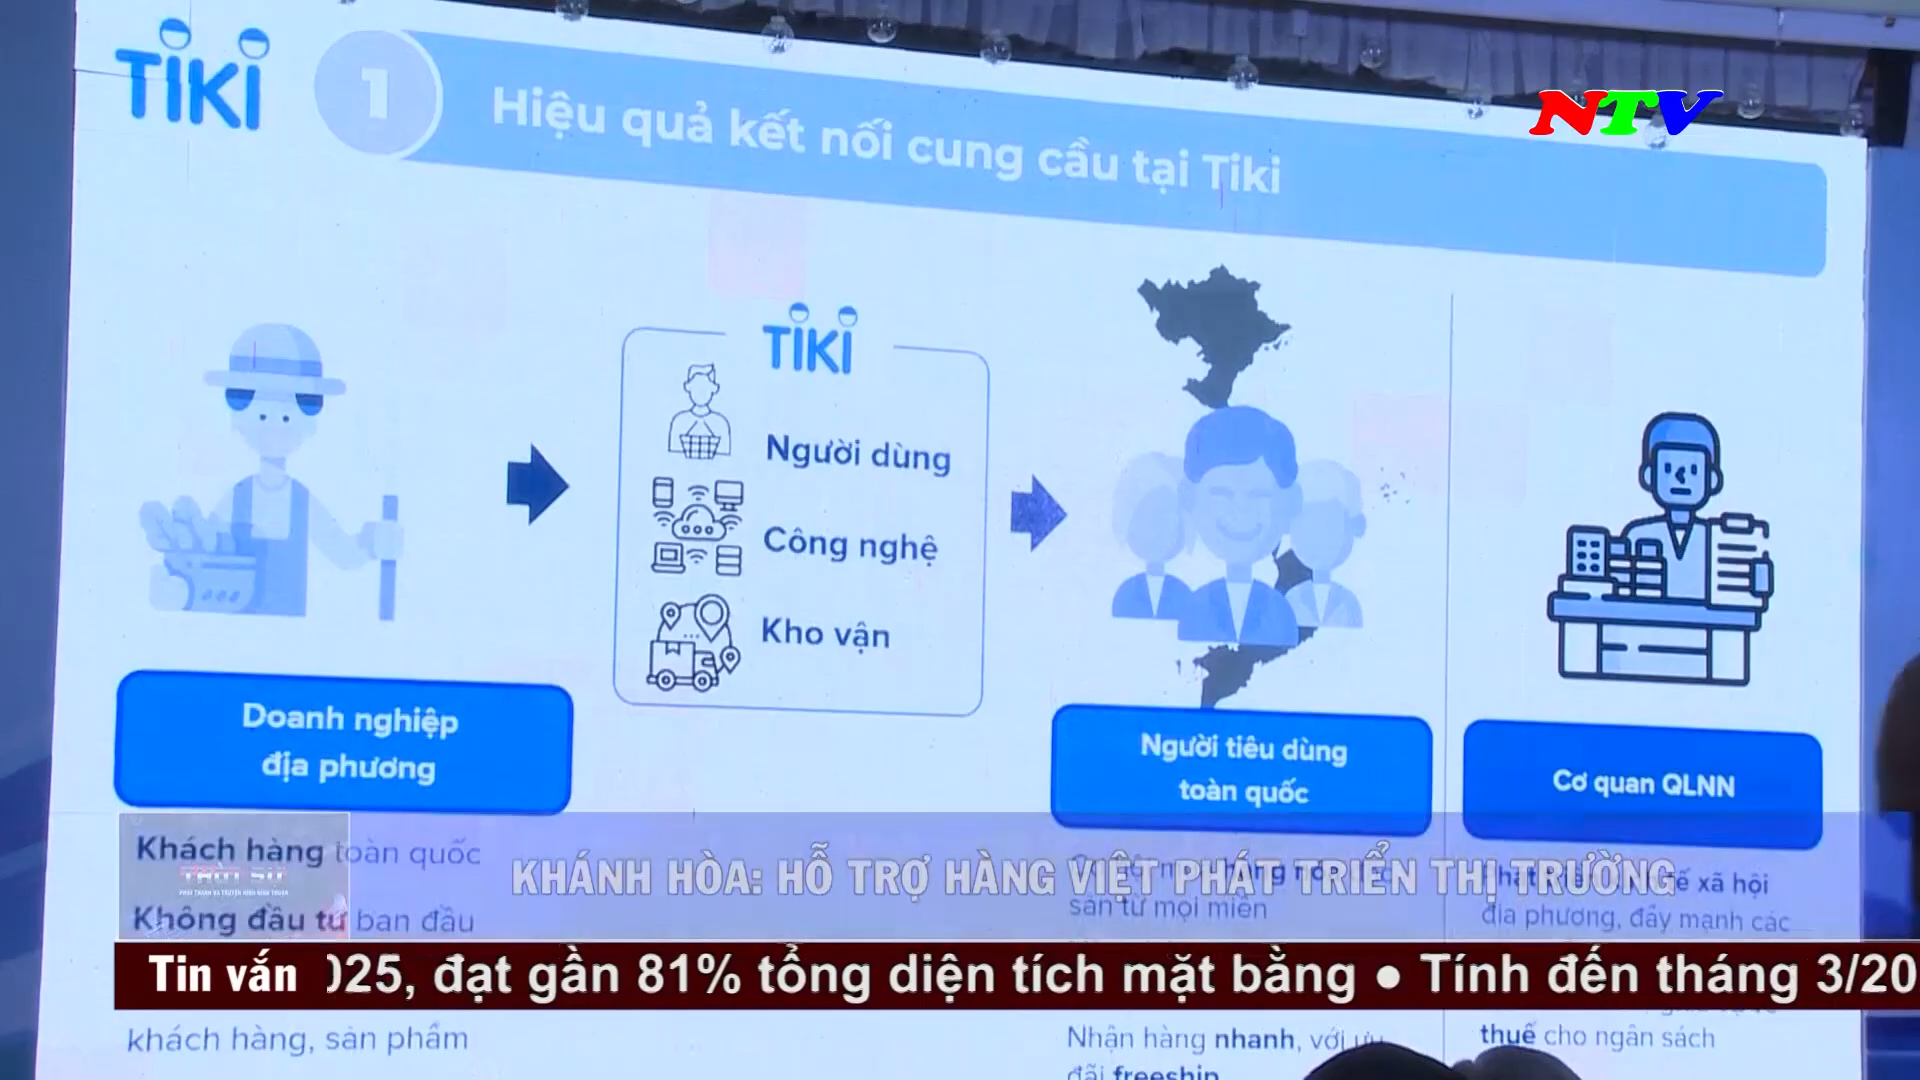 TIKI
1
Hiệu quả kết nối cung cầu tại Tiki
NTV
TIKI
Người dùng
Công nghệ
Kho vận
Doanh nghiệp
địa phương
Người tiêu dùng
toàn quốc
Cơ quan QLNN
Khách hàng toàn quốc
THỜI SỰ
KHÁNH HÒA: HỖ TRỢ HÀNG VIỆT PHÁT TRIỂN THỊ TRƯỜNG
xã hội
Không đầu tư ban đầu
sản từ mọi miền
địa phương, đẩy mạnh các
Tin vắn
025, đạt gần 81% tổng diện tích mặt bằng ● Tính đến tháng 3/20
khách hàng, sản phẩm
Nhận hàng nhanh, với ưu
đãi freeship
thuế cho ngân sách